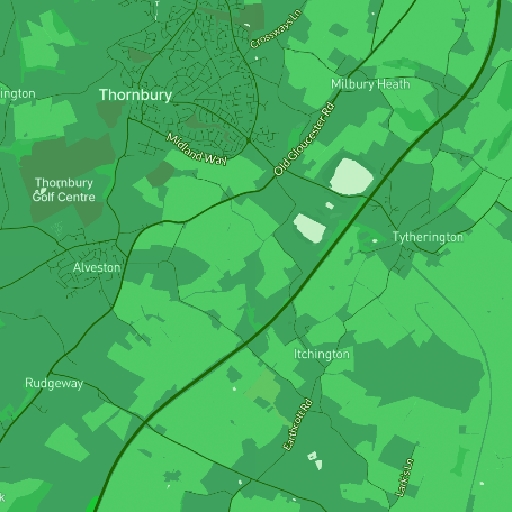 Crossways Ln
Milbury Heath
ington
Thornbury
Old Gloucester Rd
Midland Way
Thornbury
Golf Centre
Tytherington
Alveston
Itchington
Rudgeway
Earthcott Rd
Larks Ln
k